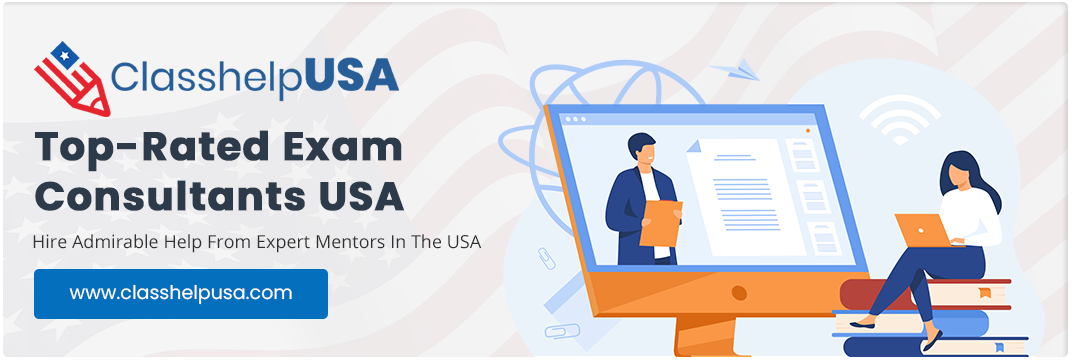 ClasshelpUSA
Top-Rated Exam
Consultants USA
Hire Admirable Help From Expert Mentors In The USA
www.classhelpusa.com